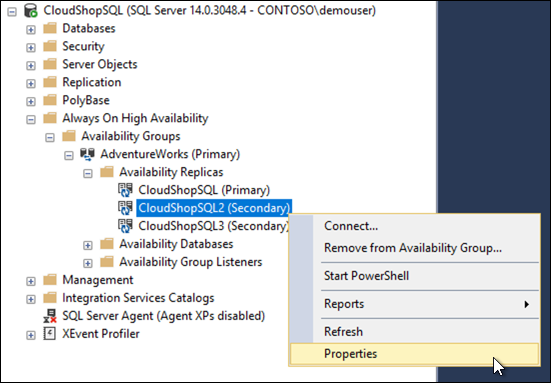 CloudShopSQL (SQL Server 14.0.3048.4 - CONTOSO\demouser)
Databases
Security
Server Objects
Replication
PolyBase
Always On High Availability
Availability Groups
AdventureWorks (Primary)
Availability Replicas
CloudShopSQL (Primary)
CloudShopSQL2 (Secondary)
CloudShopSQL3 (Secondary)
Availability Databases
Availability Group Listeners
Management
Integration Services Catalogs
SQL Server Agent (Agent XPs disabled)
XEvent Profiler
Connect...
Remove from Availability Group...
Start PowerShell
Reports
Refresh
Properties